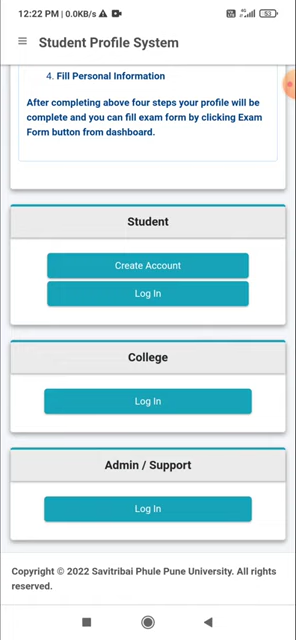 12:22 PM | 0.0KB/s
Student Profile System
4. Fill Personal Information
After completing above four steps your profile will be
complete and you can fill exam form by clicking Exam
Form button from dashboard.
Student
Create Account
Log In
College
Log In
Admin / Support
Log In
Copyright © 2022 Savitribai Phule Pune University. All rights
reserved.